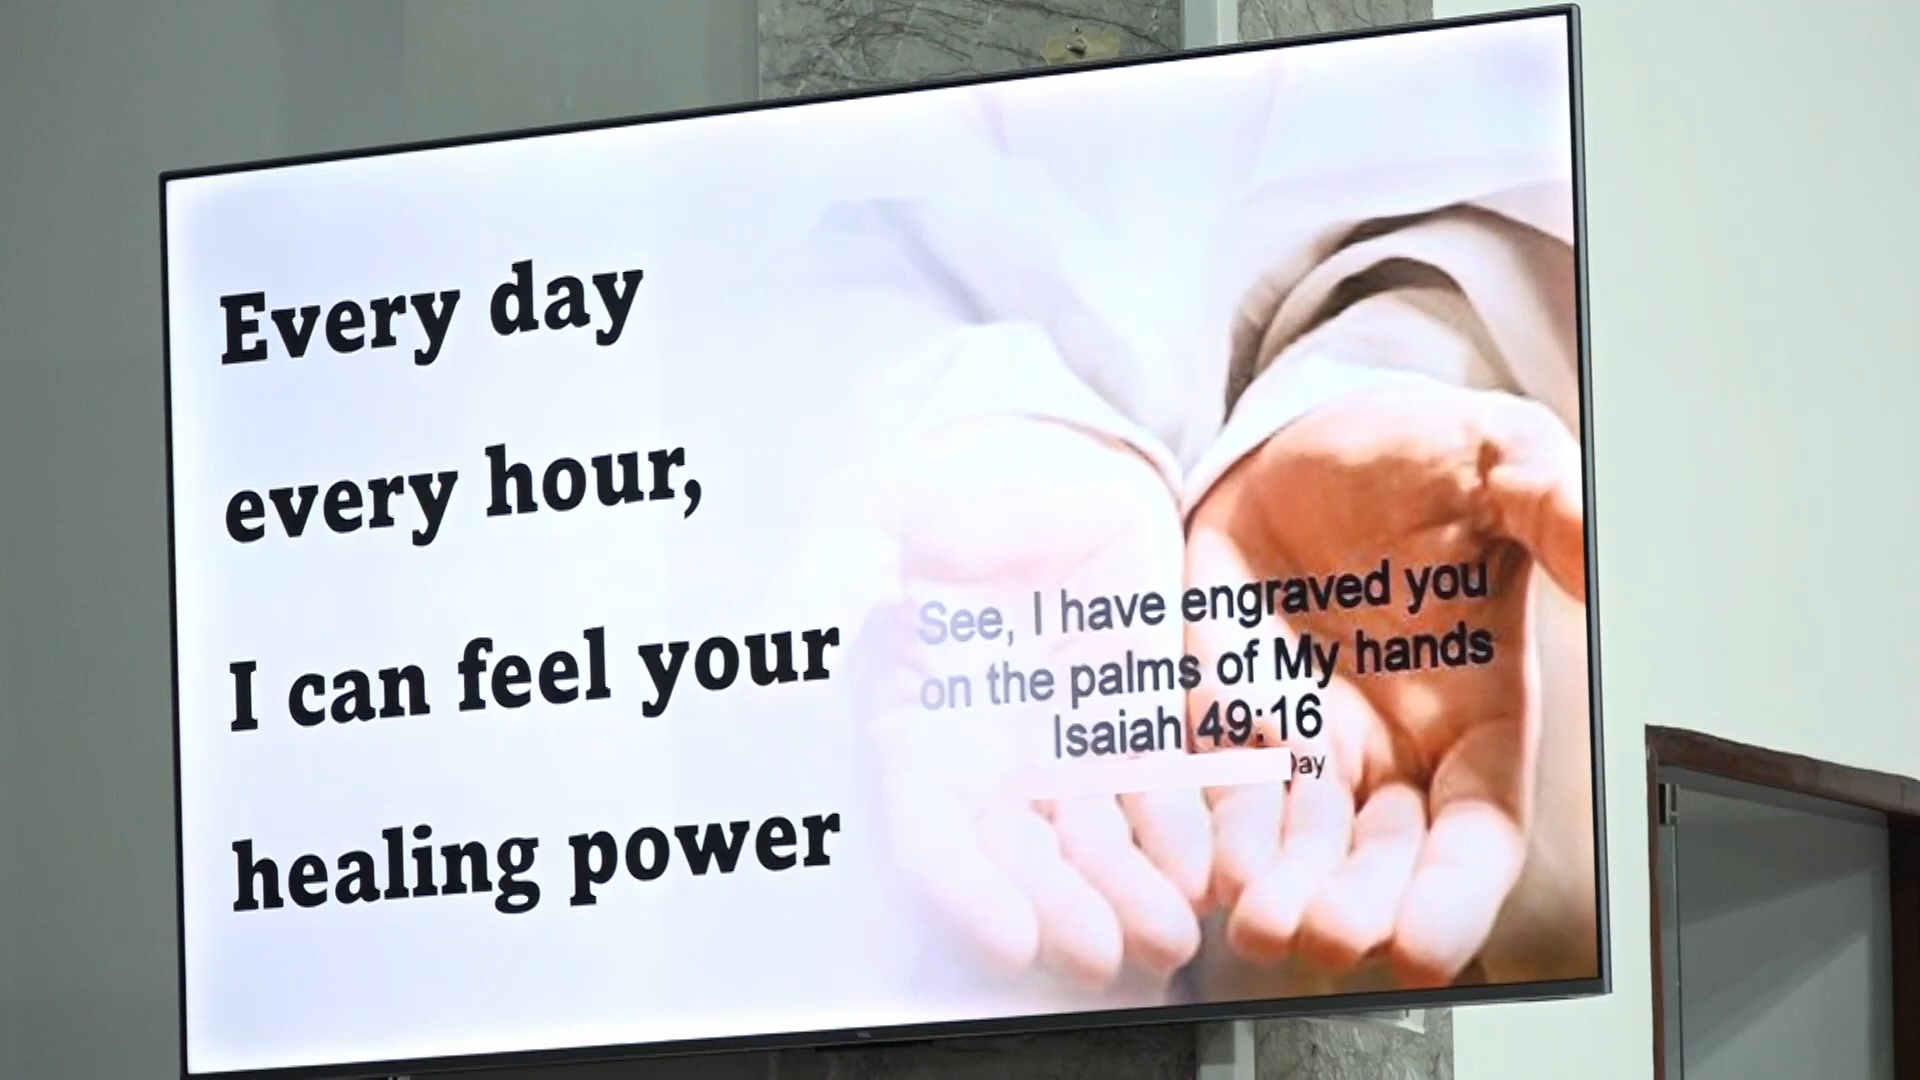 Every day
every hour,
I can feel your
healing power
See, I have engraved you
on the palms of My hands
Isaiah 49:16